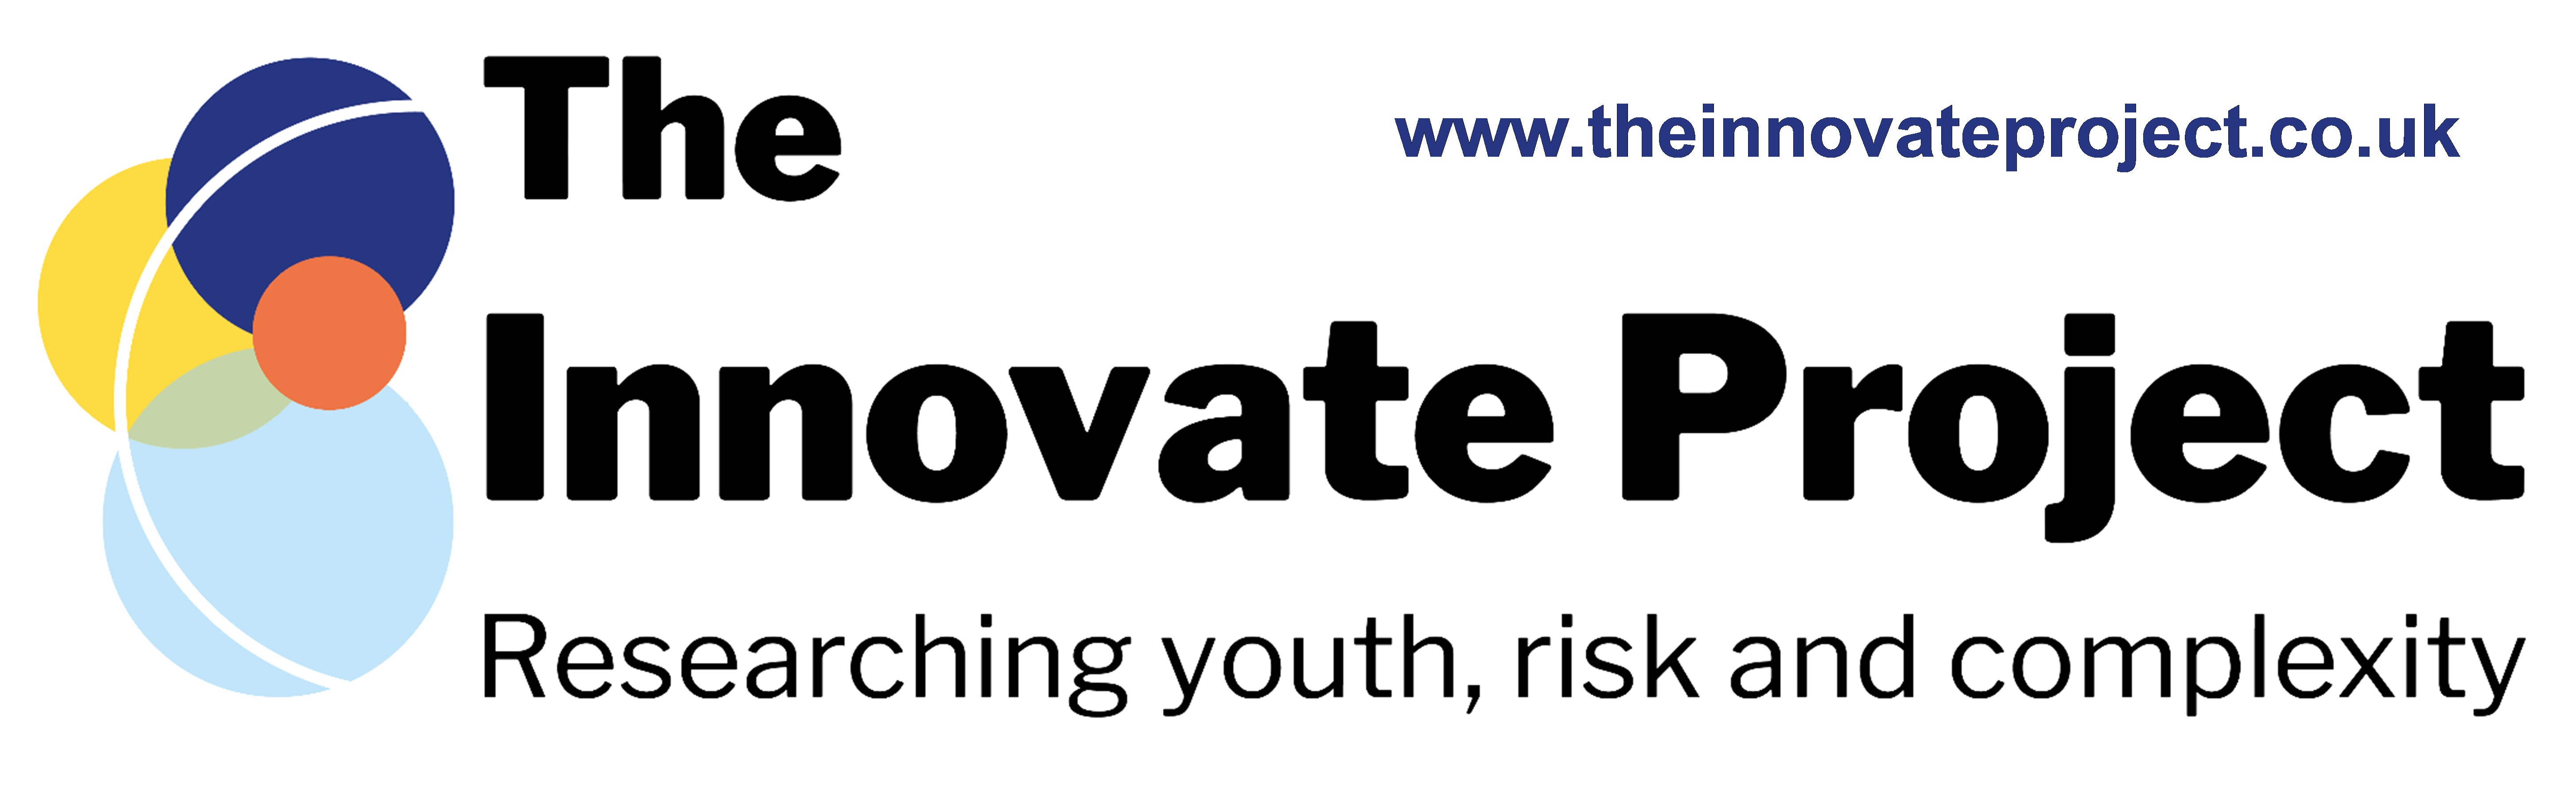 The
www.theinnovateproject.co.uk
Innovate Project
Researching youth, risk and complexity